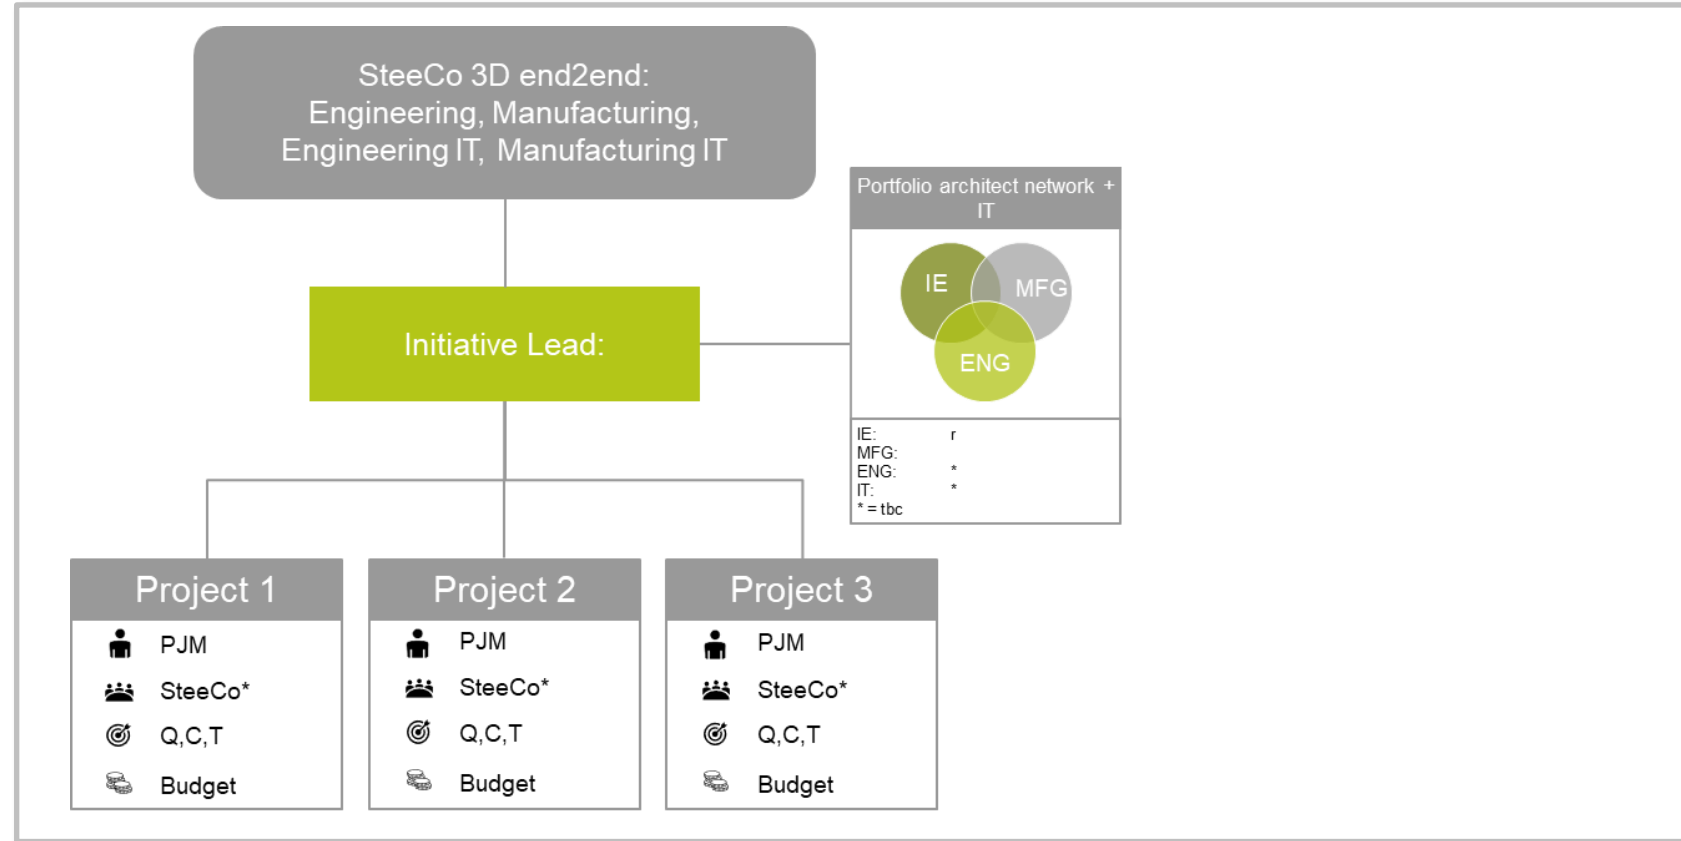 SteeCo 3D end2end:
Engineering, Manufacturing,
Engineering IT, Manufacturing IT
Portfolio architect network +
IT
IE
MFG
ENG
Initiative Lead:
IE: r
MFG:
ENG: *
IT: *
* = tbc
Project 1
PJM
SteeCo*
Q,C,T
Budget
Project 2
PJM
SteeCo*
Q,C,T
Budget
Project 3
PJM
SteeCo*
Q,C,T
Budget